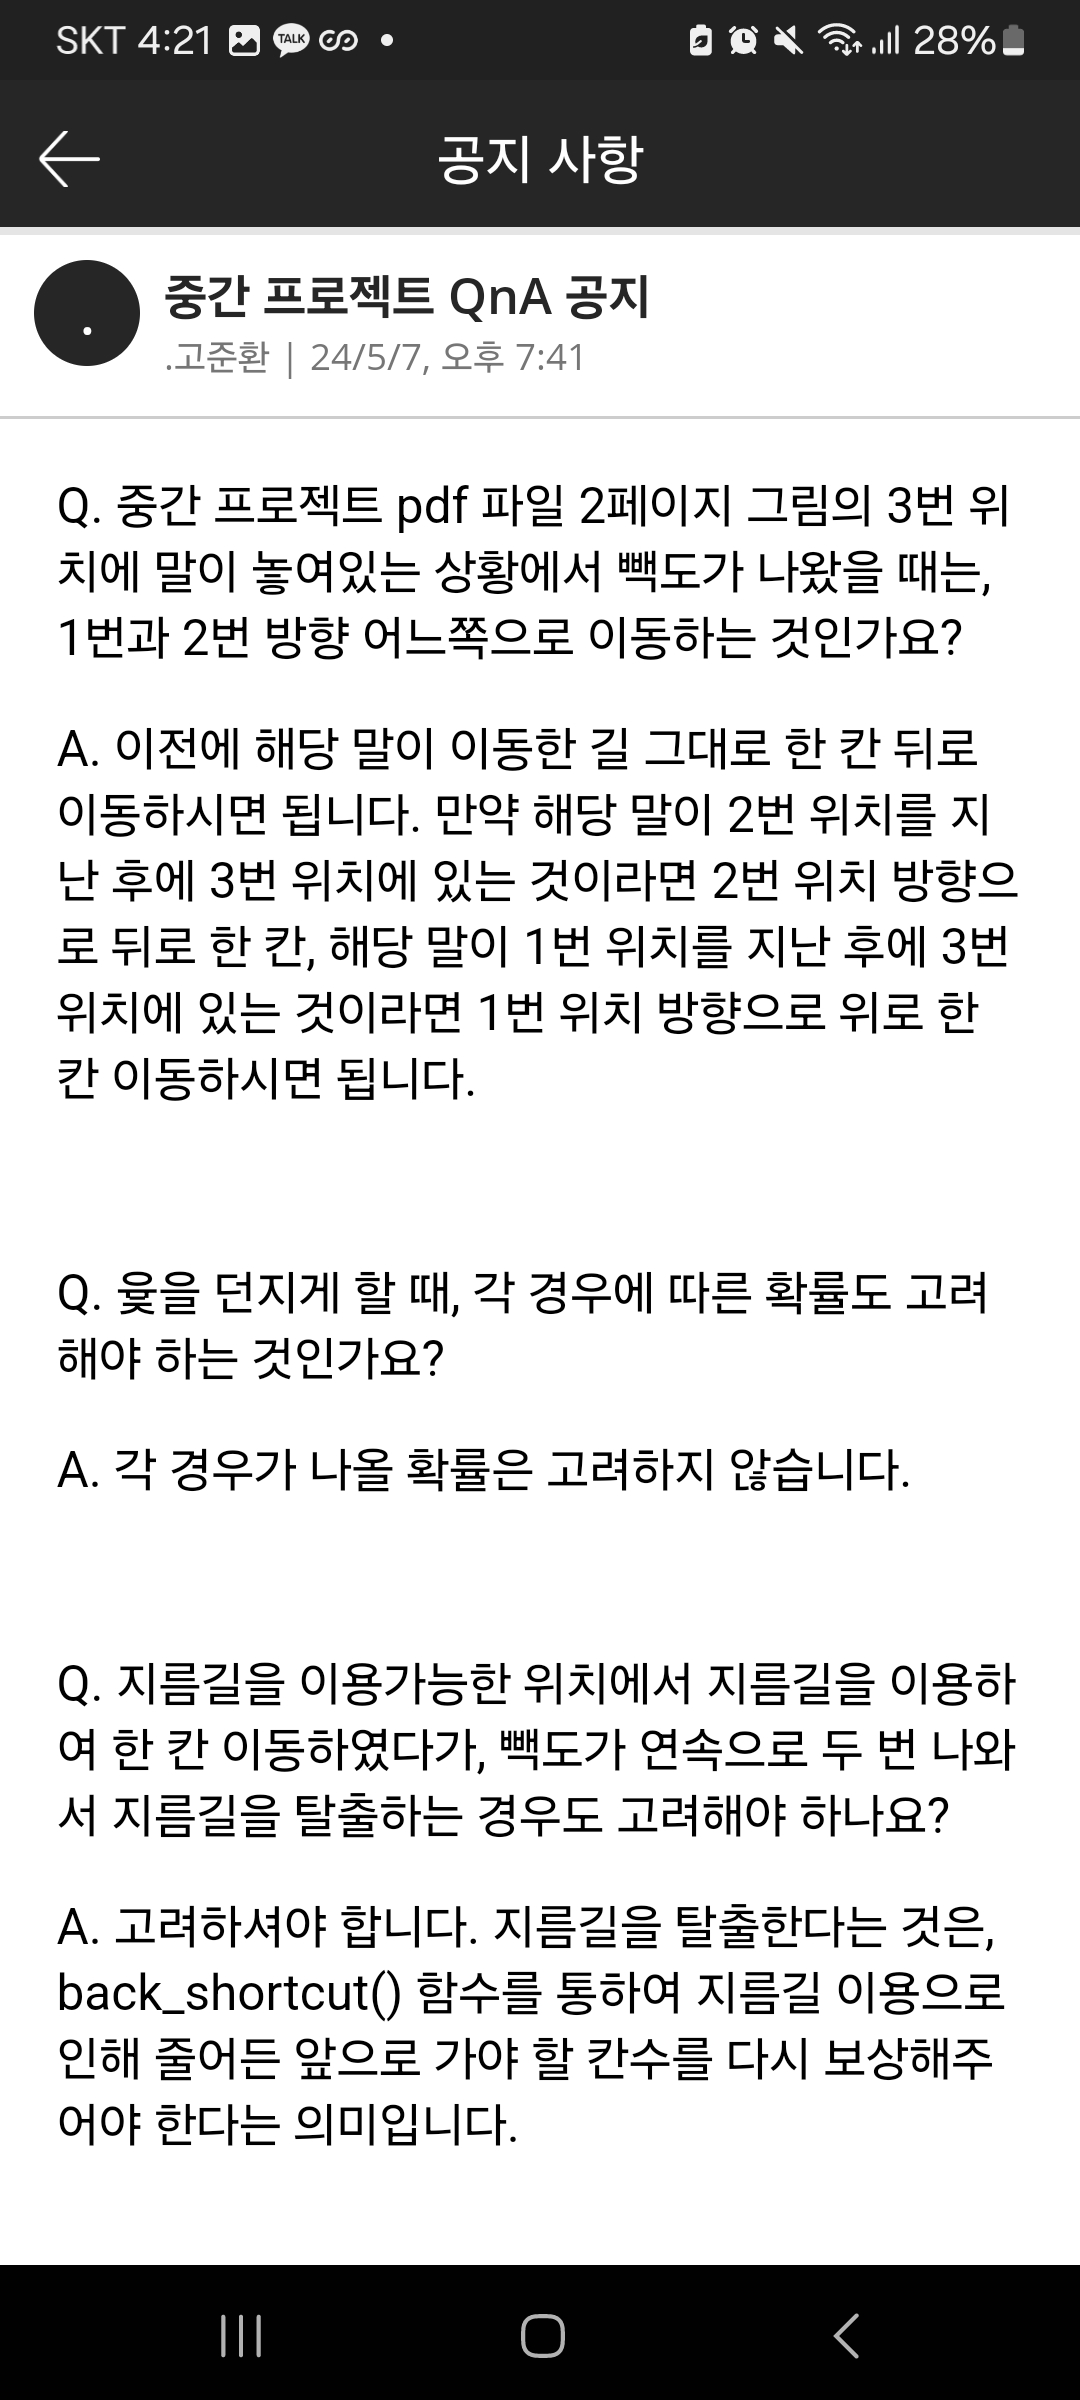 SKT 4:21 TALK 28%
공지 사항
중간 프로젝트 QnA 공지
.
.고준환 | 24/5/7, 오후 7:41
Q. 중간 프로젝트 pdf 파일 2페이지 그림의 3번 위
치에 말이 놓여있는 상황에서 빽도가 나왔을 때는,
1번과 2번 방향 어느쪽으로 이동하는 것인가요?
A. 이전에 해당 말이 이동한 길 그대로 한 칸 뒤로
이동하시면 됩니다. 만약 해당 말이 2번 위치를 지
난 후에 3번 위치에 있는 것이라면 2번 위치 방향으
로 뒤로 한 칸, 해당 말이 1번 위치를 지난 후에 3번
위치에 있는 것이라면 1번 위치 방향으로 위로 한
칸 이동하시면 됩니다.
Q. 윷을 던지게 할 때, 각 경우에 따른 확률도 고려
해야 하는 것인가요?
A. 각 경우가 나올 확률은 고려하지 않습니다.
Q. 지름길을 이용가능한 위치에서 지름길을 이용하
여 한 칸 이동하였다가, 빽도가 연속으로 두 번 나와
서 지름길을 탈출하는 경우도 고려해야 하나요?
A. 고려하셔야 합니다. 지름길을 탈출한다는 것은,
back_shortcut() 함수를 통하여 지름길 이용으로
인해 줄어든 앞으로 가야 할 칸수를 다시 보상해주
어야 한다는 의미입니다.